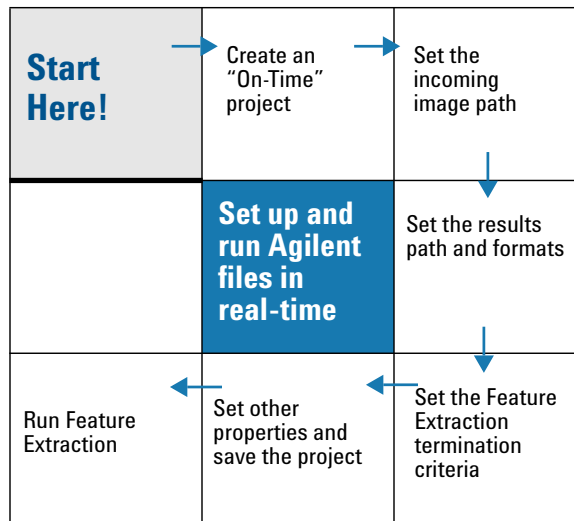 Start
Here!
Create an
“On-Time”
project
Set the
incoming
image path
Set up and
run Agilent
files in
real-time
Set the results
path and formats
Run Feature
Extraction
Set other
properties and
save the project
Set the Feature
Extraction
termination
criteria